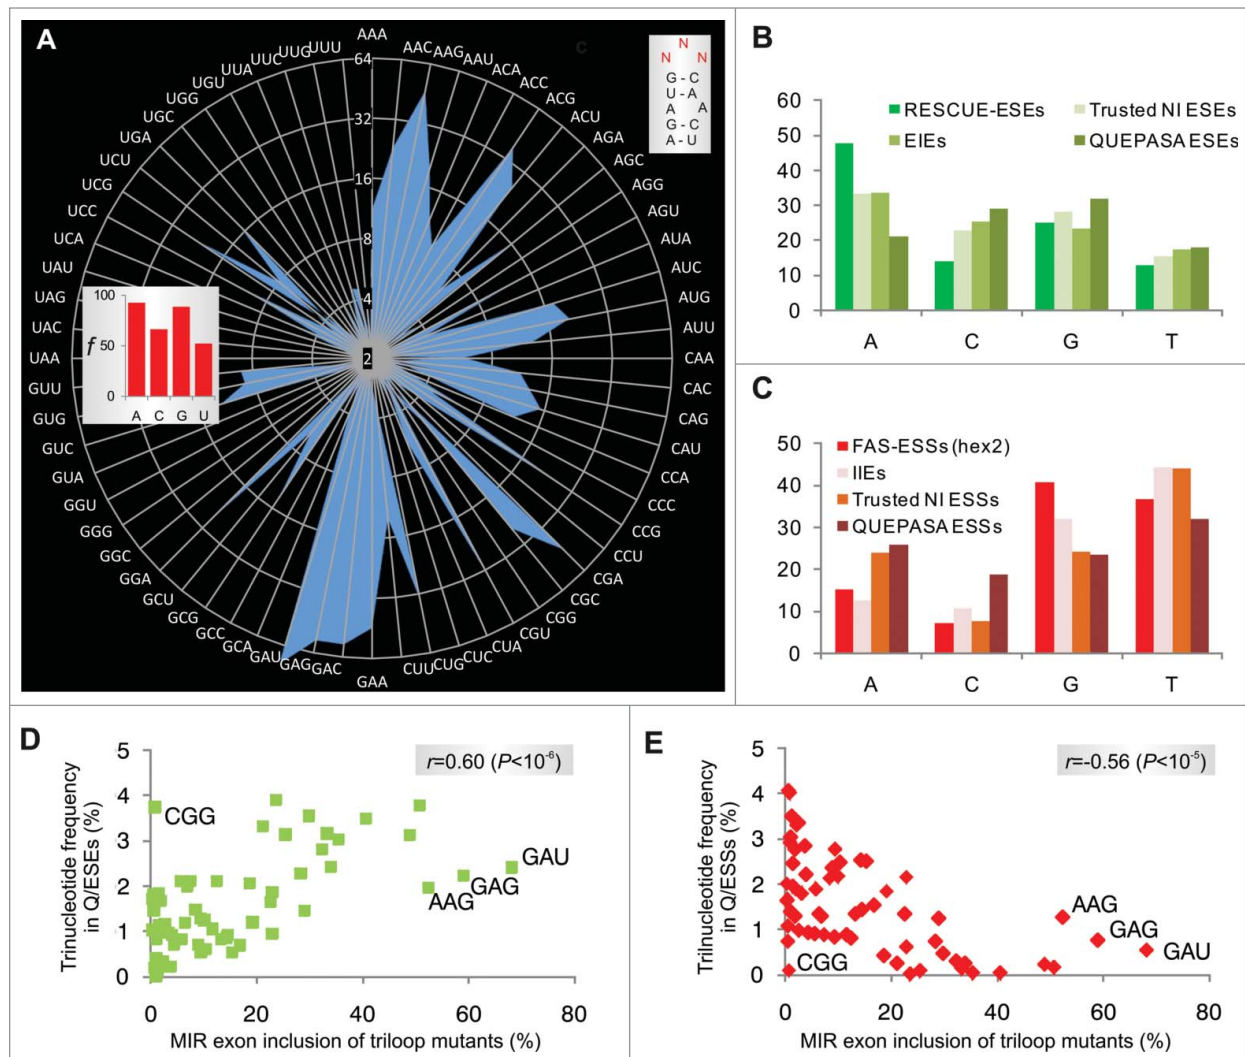 A
AAA
AAC
AAG
AAU
ACA
ACC
ACG
ACU
AGA
AGC
AGG
AGU
AUA
AUC
AUG
AUU
CAA
CAC
CAG
CAU
CCA
CCC
CCG
CCU
CGA
CGC
CGG
CGU
CUA
CUC
CUG
CUU
GAA
GAC
GAG
GAU
GCA
GCC
GCG
GCU
GGA
GGC
GGG
GGU
GUA
GUC
GUG
GUU
UAA
UAC
UAG
UAU
UCA
UCC
UCG
UCU
UGA
UGC
UGG
UGU
UUA
UUC
UUG
UUU
64
32
16
8
4
2
c
N
N N
G-C
U-A
A A
G-C
A-U
100
f 50
0
A C G U
B
60
50
40
30
20
10
0
RESCUE-ESEs
Trusted NI ESEs
EIEs
QUEPASA ESEs
A C G T
C
50
40
30
20
10
0
FAS-ESSs (hex2)
IIEs
Trusted NI ESSs
QUEPASA ESSs
A C G T
D
r=0.60 (P<10⁻⁶)
Trinucleotide frequency
in Q/ESEs (%)
5
4
3
2
1
0
CGG
GAU
GAG
AAG
0 20 40 60 80
MIR exon inclusion of triloop mutants (%)
E
r=-0.56 (P<10⁻⁵)
Trilnucleotide frequency
in Q/ESSs (%)
5
4
3
2
1
0
AAG
GAG
GAU
CGG
0 20 40 60 80
MIR exon inclusion of triloop mutants (%)